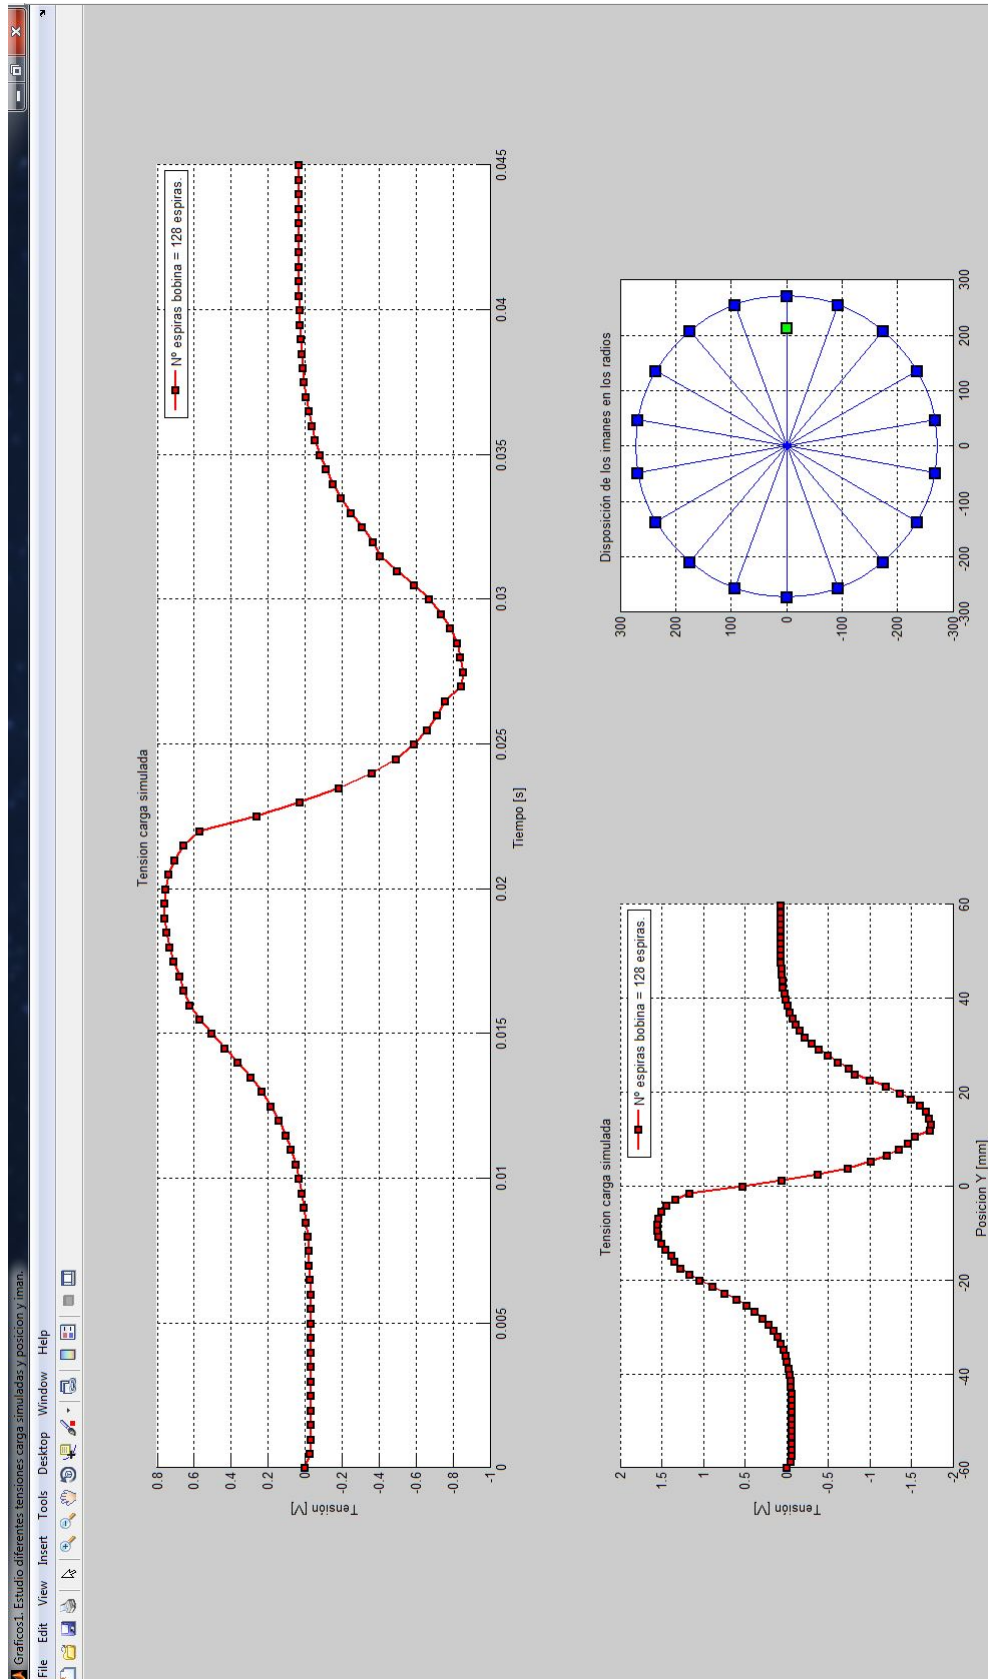 Graficos1. Estudio diferentes tensiones carga simuladas y posicion y iman.
File Edit View Insert Tools Desktop Window Help
Tension carga simulada
Nº espiras bobina = 128 espiras.
0.8
0.6
0.4
0.2
0
-0.2
-0.4
-0.6
-0.8
-1
Tensión [V]
0 0.005 0.01 0.015 0.02 0.025 0.03 0.035 0.04 0.045
Tiempo [s]
Tension carga simulada
Nº espiras bobina = 128 espiras.
2
1.5
1
0.5
0
-0.5
-1
-1.5
-2
Tensión [V]
-60 -40 -20 0 20 40 60
Posicion Y [mm]
Disposición de los imanes en los radios
300
200
100
0
-100
-200
-300
-300 -200 -100 0 100 200 300